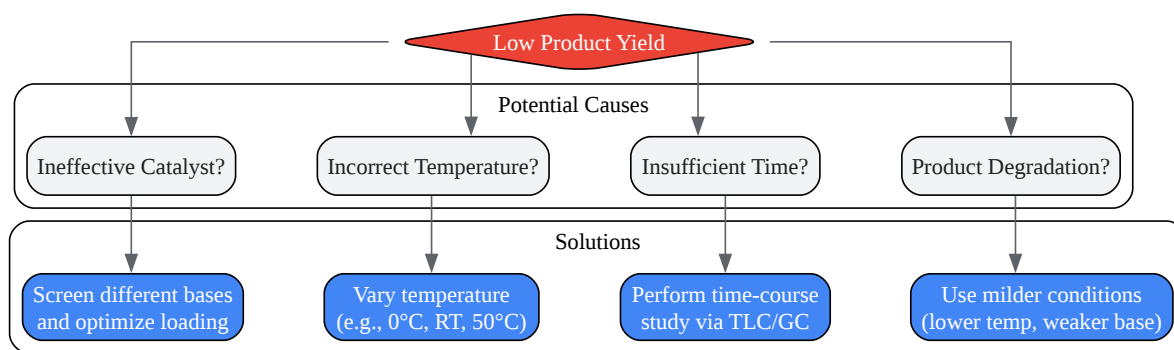 Low Product Yield
Potential Causes
Ineffective Catalyst?
Incorrect Temperature?
Insufficient Time?
Product Degradation?
Solutions
Screen different bases
and optimize loading
Vary temperature
(e.g., 0°C, RT, 50°C)
Perform time-course
study via TLC/GC
Use milder conditions
(lower temp, weaker base)